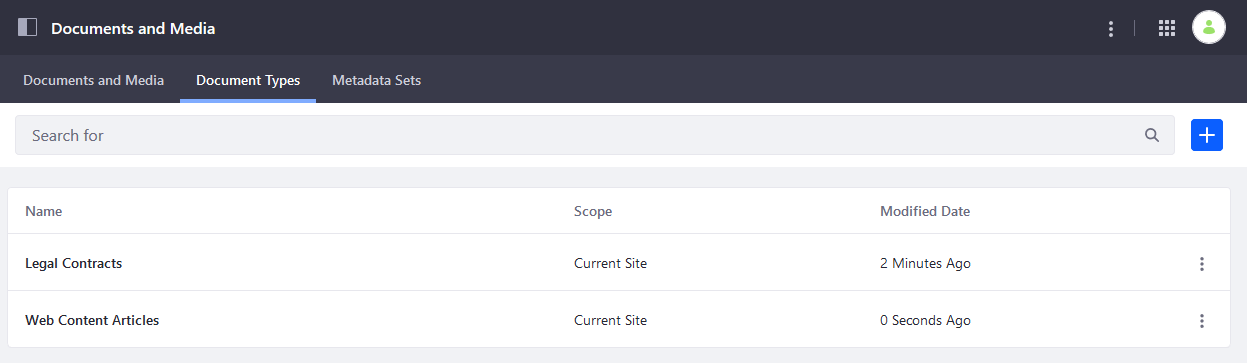 Documents and Media
Documents and Media Document Types Metadata Sets
Search for
Name Scope Modified Date
Legal Contracts Current Site 2 Minutes Ago
Web Content Articles Current Site 0 Seconds Ago